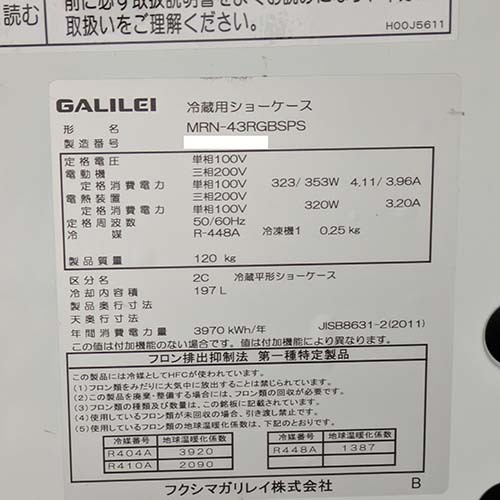 読む
前に必ず取扱説明書をよくお読みになり、十分
取扱いをご理解ください。
H00J5611
GALILEI 冷蔵用ショーケース
形 名 MRN-43RGBSPS
製造番号
定格電圧 単相100V
電動機 三相200V
定格消費電力 単相100V 323/353W 4.11/3.96A
電熱装置 三相200V
定格消費電力 単相100V 320W 3.20A
定格周波数 50/60Hz
冷 媒 R-448A 冷凍機1 0.25kg
製品質量 120 kg
区分名 2C 冷蔵平形ショーケース
冷却内容積 197 L
製品奥行寸法
天奥行寸法
年間消費電力量 3970 kWh/年 JISB8631-2(2011)
この値は付加機能のない場合です。値は付加機能により異なります。
フロン排出抑制法 第一種特定製品
この製品には冷媒としてHFCが使われています。
(1)フロン類をみだりに大気中に放出することは禁じられています。
(2)この製品を廃棄・整備する場合には、フロン類の回収が必要です。
(3)フロン類の種類及び数量は、この銘板に記載されています。
(4)使用しているフロン類が未回収の場合、引き渡し禁止です。
(5)使用しているフロン類の地球温暖化係数は、下記のとおりです。
冷媒番号 地球温暖化係数 冷媒番号 地球温暖化係数
R404A 3920 R448A 1387
R410A 2090
フクシマガリレイ株式会社 B